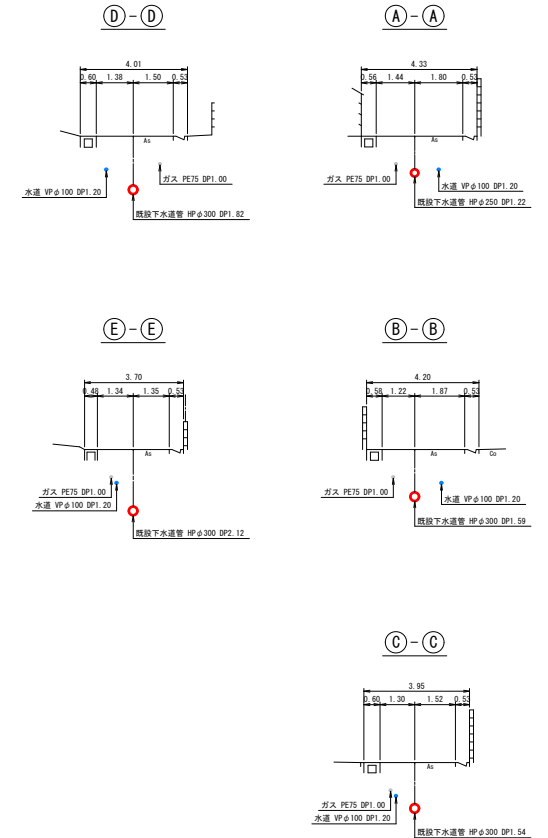 D-D
4.01
0.60 1.38 1.50 0.53
As
ガス PE75 DP1.00
水道 VPφ100 DP1.20
既設下水道管 HPφ300 DP1.82
A-A
4.33
0.56 1.44 1.80 0.53
As
ガス PE75 DP1.00
水道 VPφ100 DP1.20
既設下水道管 HPφ250 DP1.22
E-E
3.70
0.48 1.34 1.35 0.53
As
ガス PE75 DP1.00
水道 VPφ100 DP1.20
既設下水道管 HPφ300 DP2.12
B-B
4.20
0.58 1.22 1.87 0.53
As Co
ガス PE75 DP1.00
水道 VPφ100 DP1.20
既設下水道管 HPφ300 DP1.59
C-C
3.95
0.60 1.30 1.52 0.53
As
ガス PE75 DP1.00
水道 VPφ100 DP1.20
既設下水道管 HPφ300 DP1.54